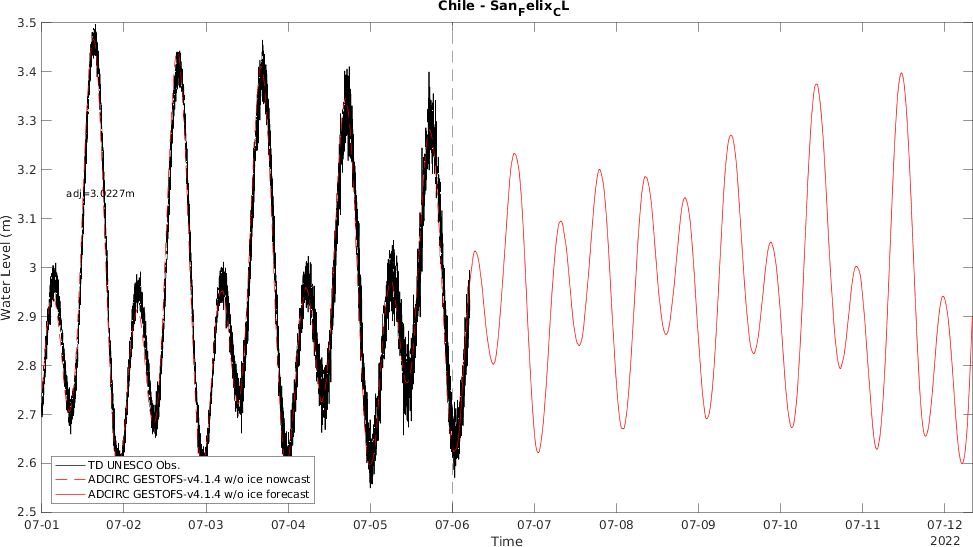 Chile - SanFelixCL
3.5
3.4
3.3
3.2
adj=3.0227m
3.1
3
Water Level (m)
2.9
2.8
2.7
2.6
TD UNESCO Obs.
ADCIRC GESTOFS-v4.1.4 w/o ice nowcast
ADCIRC GESTOFS-v4.1.4 w/o ice forecast
2.5
07-01 07-02 07-03 07-04 07-05 07-06 07-07 07-08 07-09 07-10 07-11 07-12
Time
2022